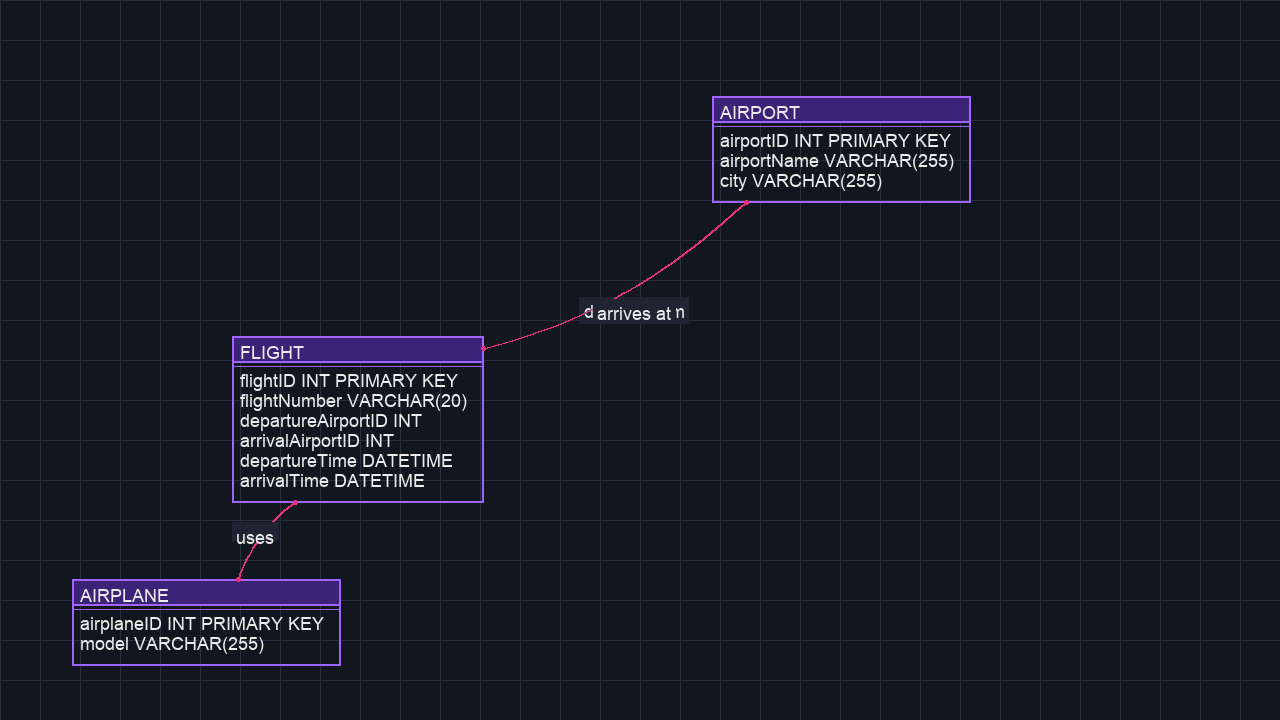 AIRPORT
airportID INT PRIMARY KEY
airportName VARCHAR(255)
city VARCHAR(255)
arrives at
FLIGHT
flightID INT PRIMARY KEY
flightNumber VARCHAR(20)
departureAirportID INT
arrivalAirportID INT
departureTime DATETIME
arrivalTime DATETIME
uses
AIRPLANE
airplaneID INT PRIMARY KEY
model VARCHAR(255)